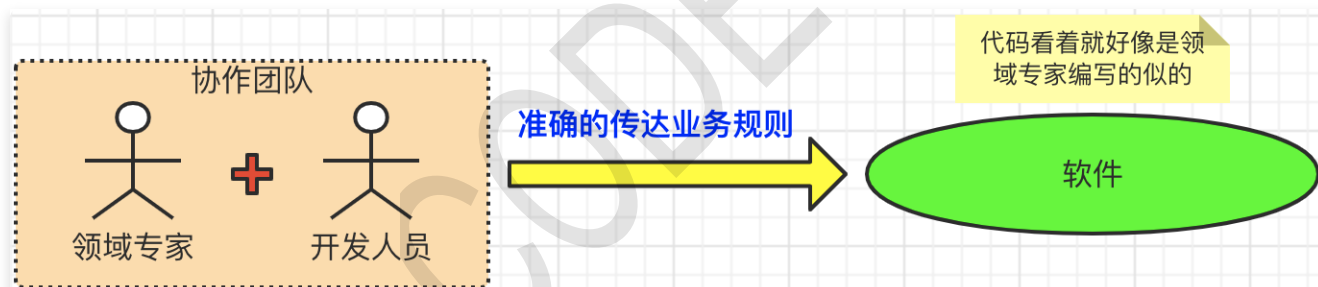 代码看着就好像是领
域专家编写的似的
协作团队
准确的传达业务规则
软件
领域专家
开发人员
CODE